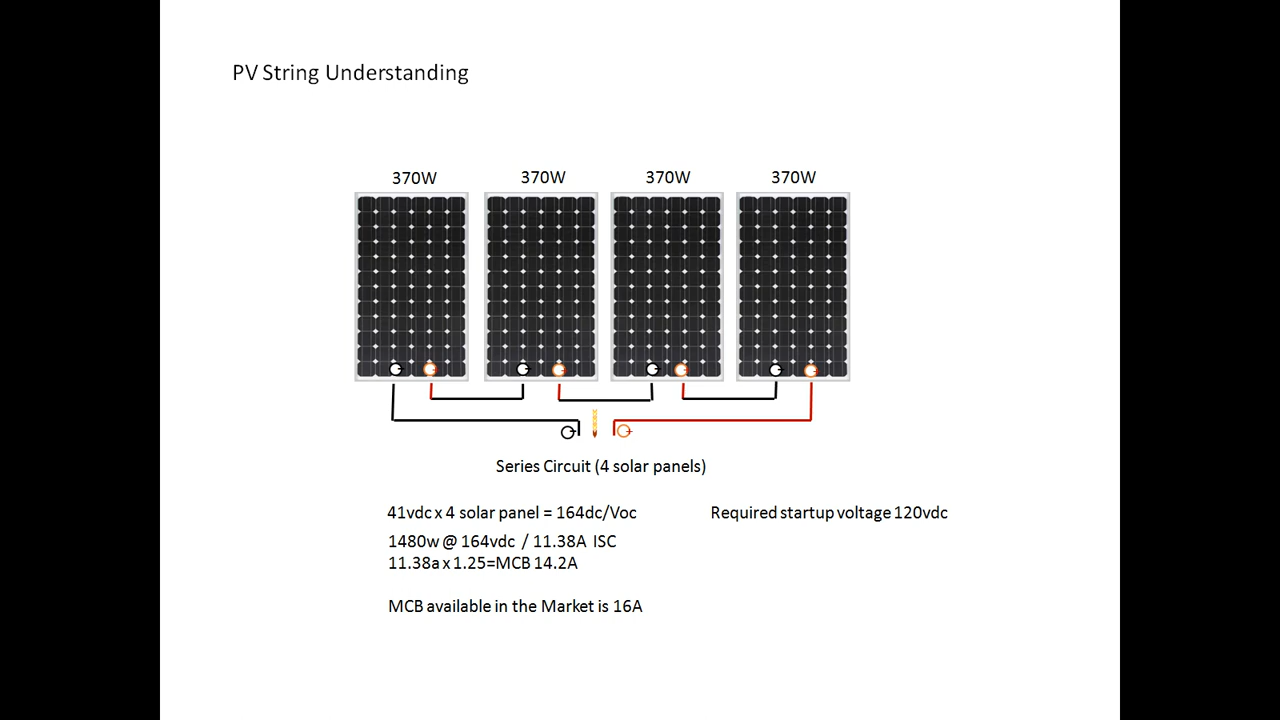 PV String Understanding
370W 370W 370W 370W
Series Circuit (4 solar panels)
41vdc x 4 solar panel = 164dc/Voc Required startup voltage 120vdc
1480w @ 164vdc / 11.38A ISC
11.38a x 1.25=MCB 14.2A
MCB available in the Market is 16A